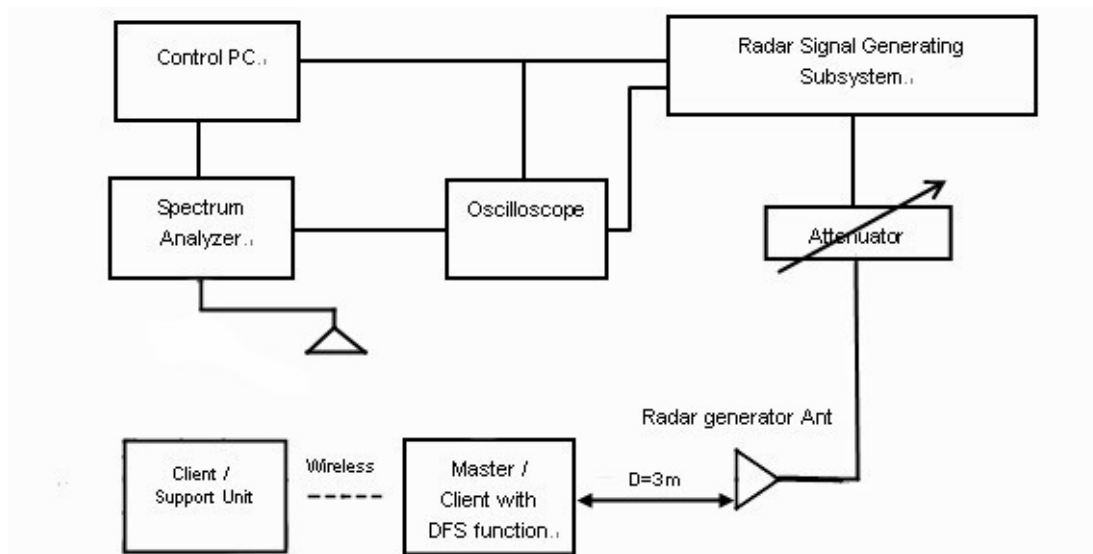 Control PC
Radar Signal Generating
Subsystem
Spectrum
Analyzer
Oscilloscope
Attenuator
Radar generator Ant
Client /
Support Unit
Wireless
Master /
Client with
DFS function
D=3m